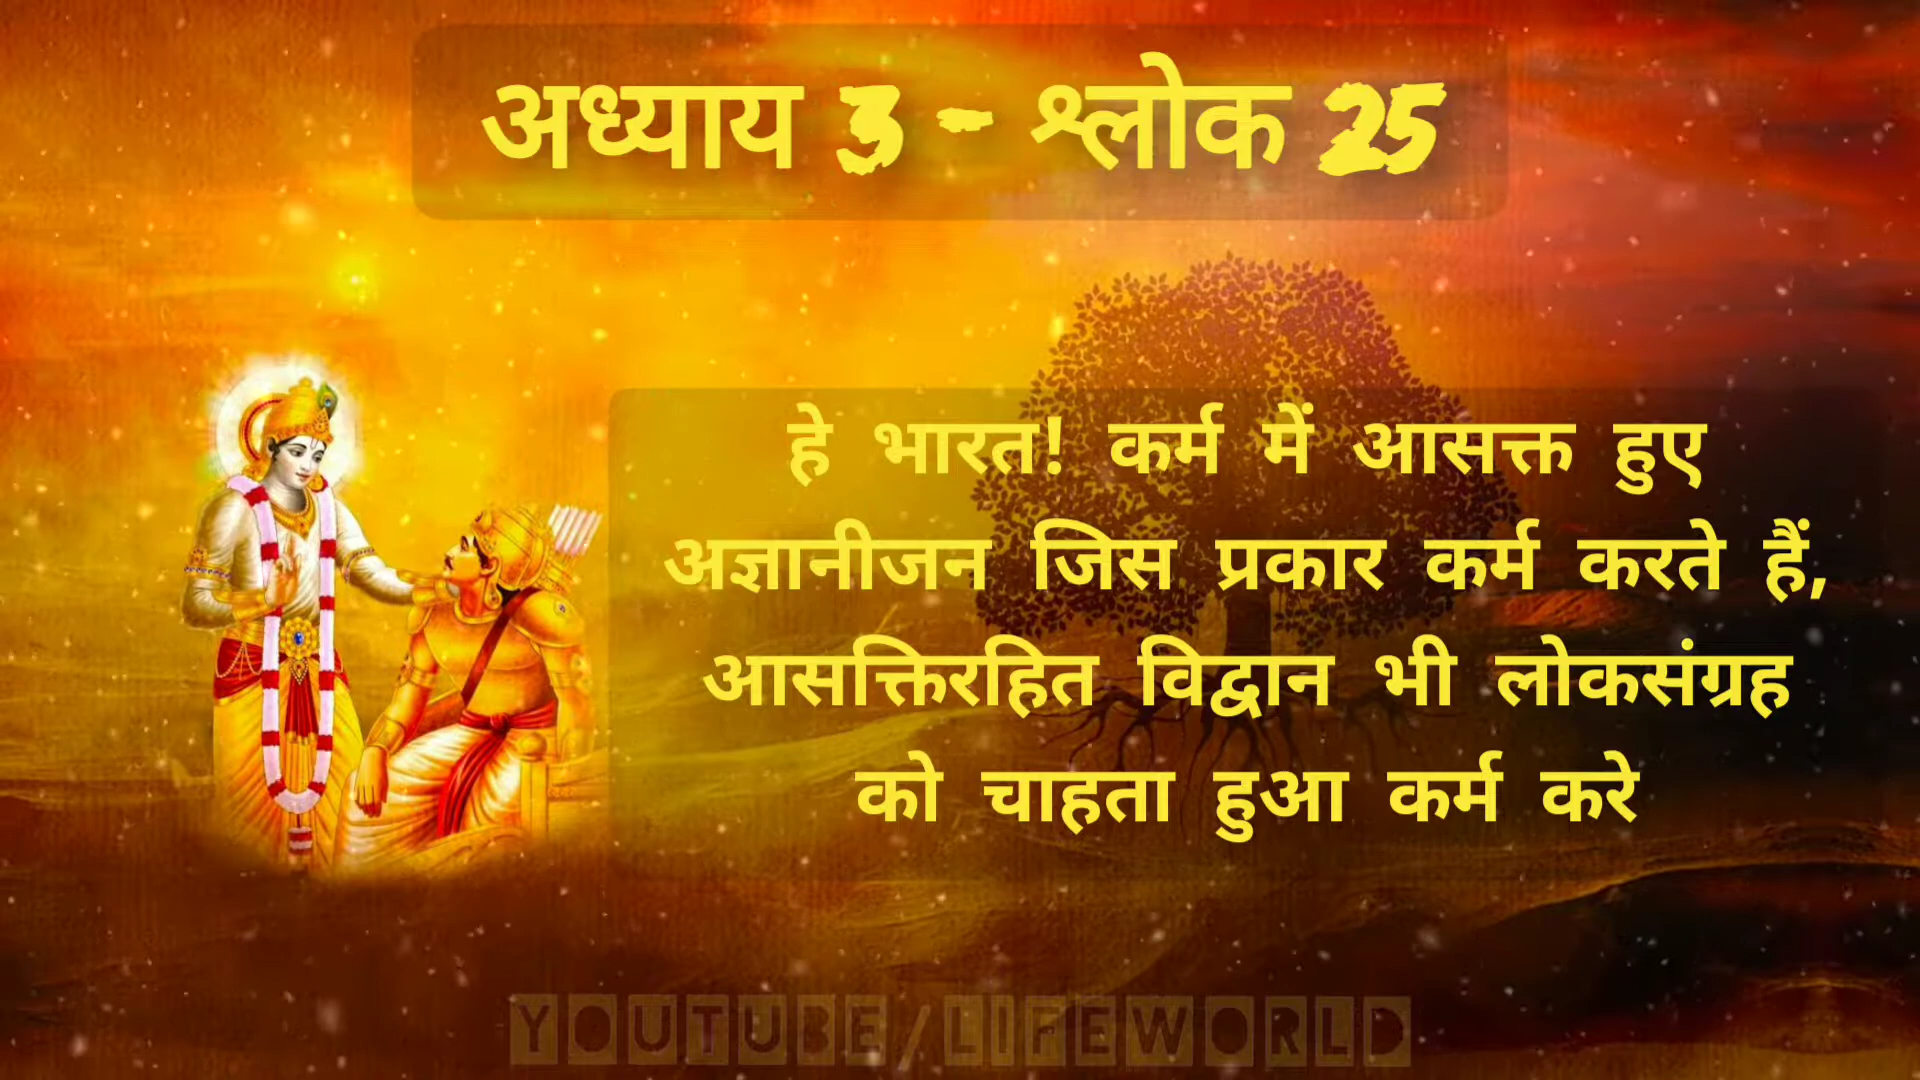 अध्याय 3 - श्लोक 25
हे भारत! कर्म में आसक्त हुए
अज्ञानीजन जिस प्रकार कर्म करते हैं,
आसक्तिरहित विद्वान भी लोकसंग्रह
को चाहता हुआ कर्म करे
YOUTUBE/LIFEWORLD